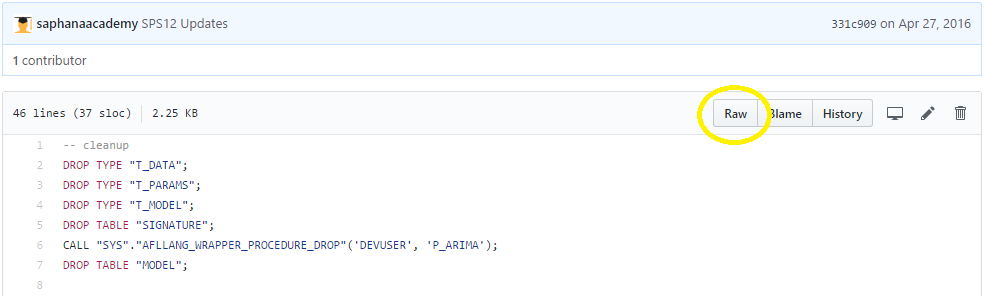 saphanaacademy SPS12 Updates 331c909 on Apr 27, 2016
1 contributor
46 lines (37 sloc) 2.25 KB Raw Blame History
1 -- cleanup
2 DROP TYPE "T_DATA";
3 DROP TYPE "T_PARAMS";
4 DROP TYPE "T_MODEL";
5 DROP TABLE "SIGNATURE";
6 CALL "SYS"."AFLLANG_WRAPPER_PROCEDURE_DROP"('DEVUSER', 'P_ARIMA');
7 DROP TABLE "MODEL";
8